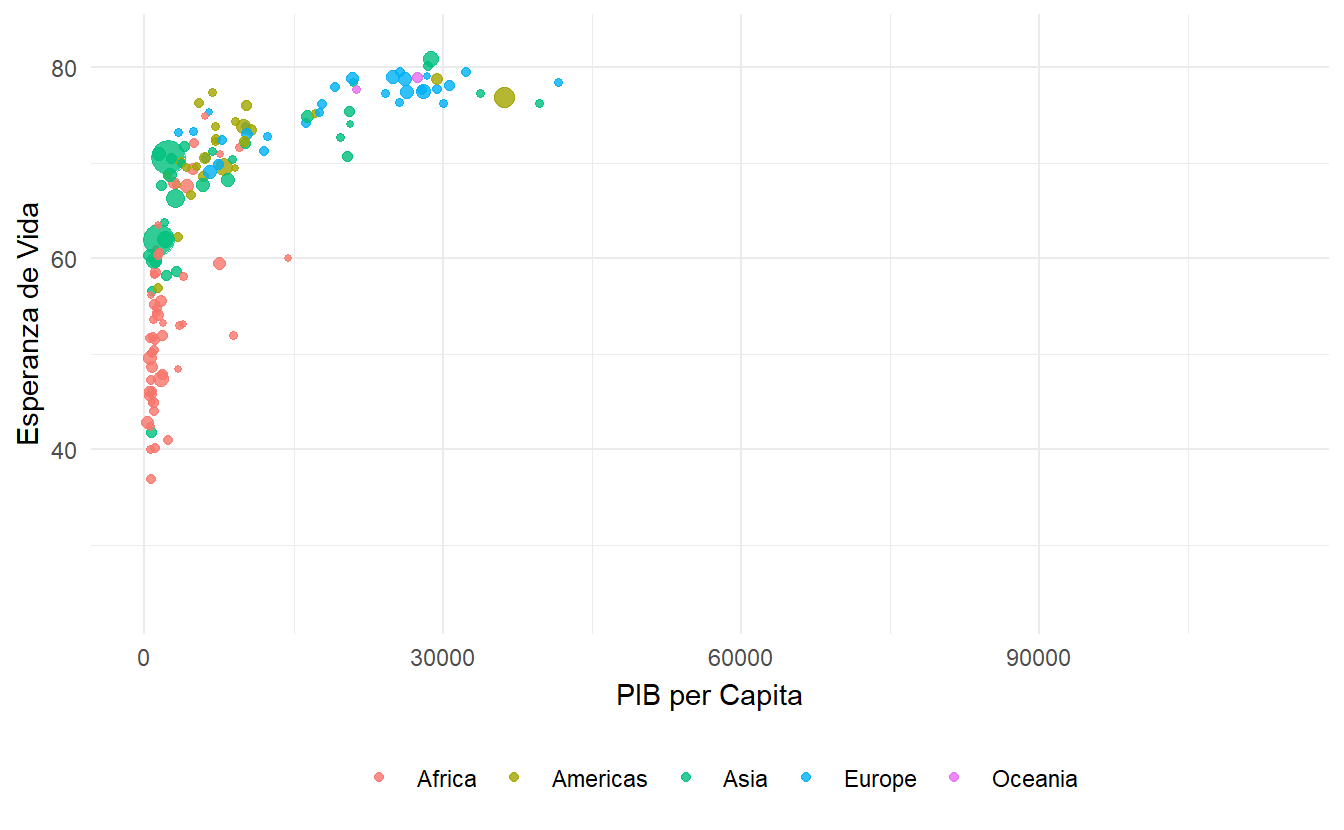 80
60
40
Esperanza de Vida
0 30000 60000 90000
PIB per Capita
Africa Americas Asia Europe Oceania